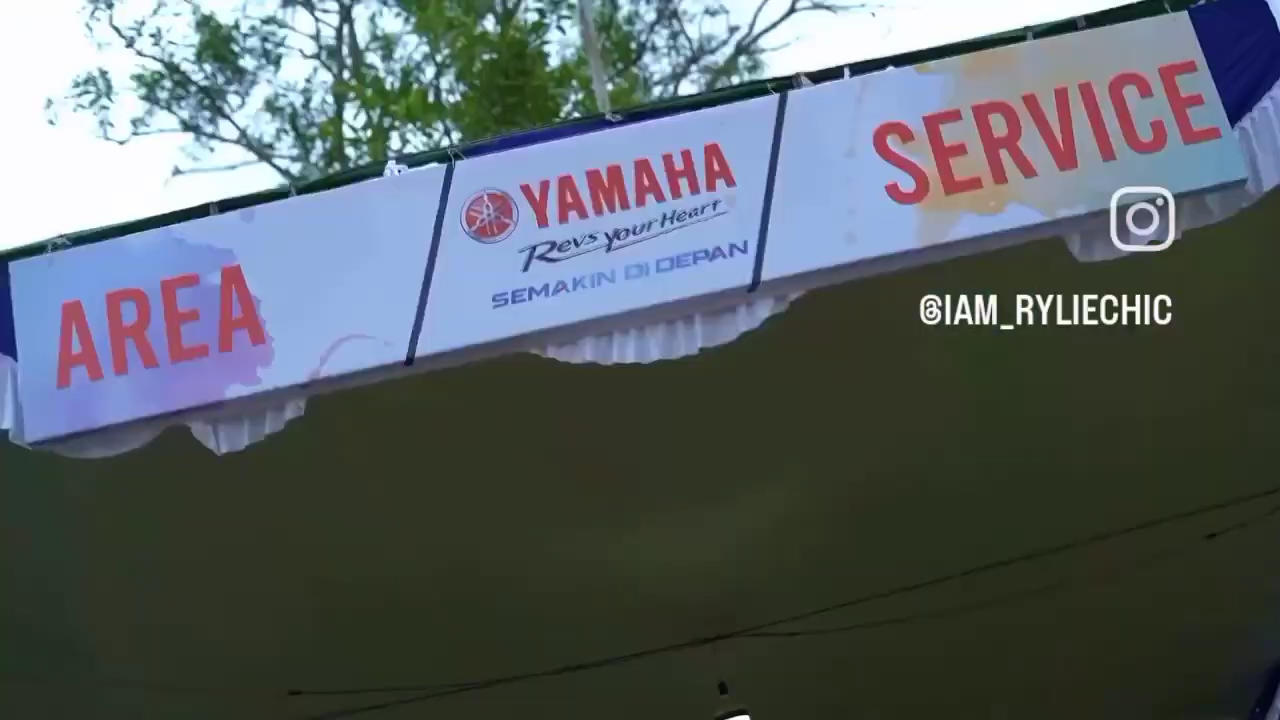 AREA
YAMAHA
Revs your Heart
SEMAKIN DI DEPAN
SERVICE
@IAM_RYLIECHIC